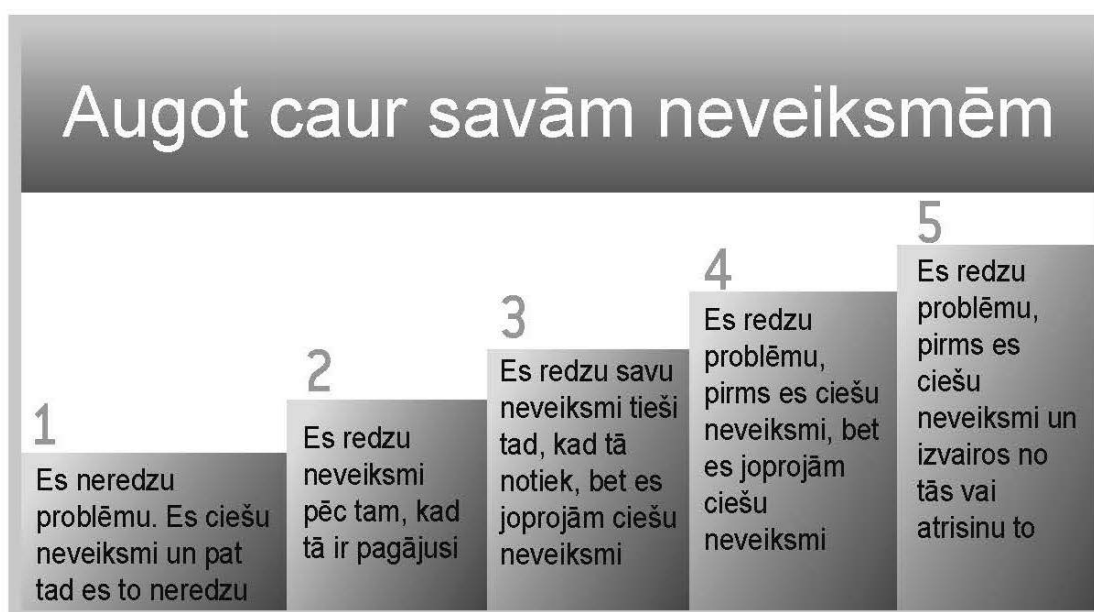 Augot caur savām neveiksmēm
1
Es neredzu
problēmu. Es ciešu
neveiksmi un pat
tad es to neredzu
2
Es redzu
neveiksmi
pēc tam, kad
tā ir pagājusi
3
Es redzu savu
neveiksmi tieši
tad, kad tā
notiek, bet es
joprojām ciešu
neveiksmi
4
Es redzu
problēmu,
pirms es ciešu
neveiksmi, bet
es joprojām
ciešu
neveiksmi
5
Es redzu
problēmu,
pirms es
ciešu
neveiksmi un
izvairos no
tās vai
atrisinu to